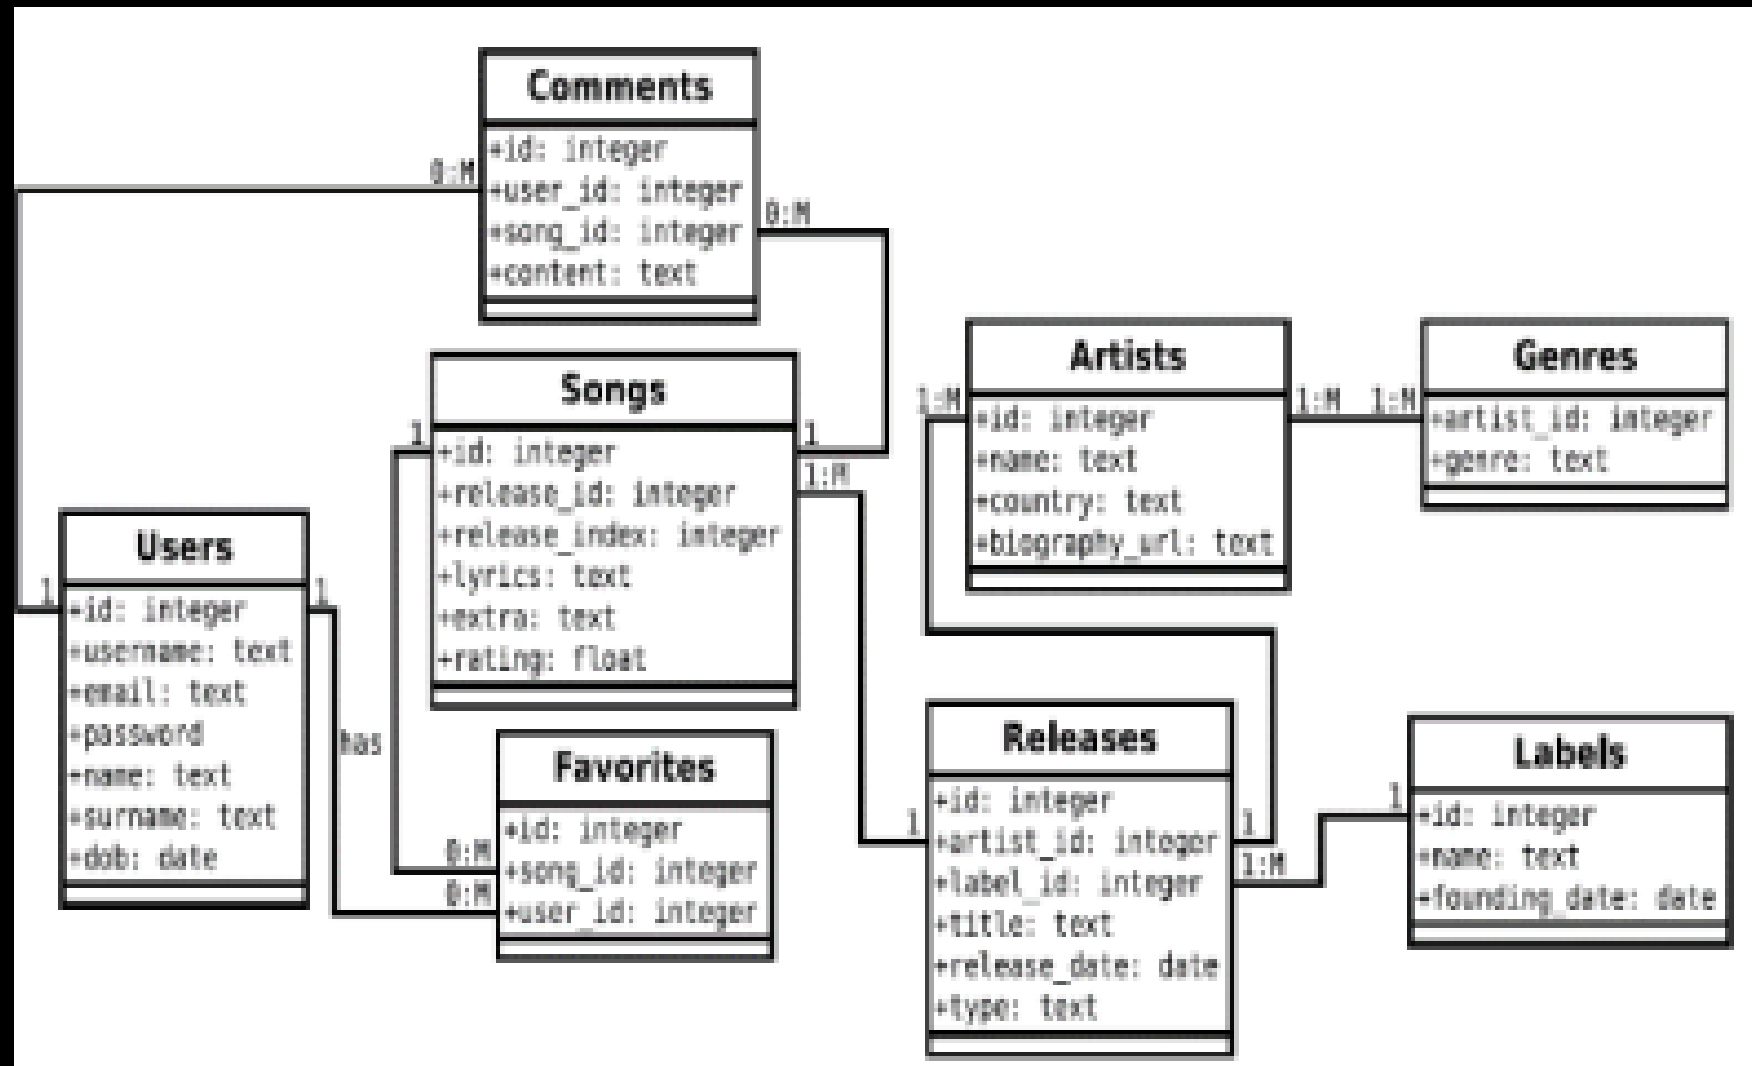 Comments
+id: integer
+user_id: integer
+song_id: integer
+content: text
0:M
0:M
Songs
+id: integer
+release_id: integer
+release_index: integer
+lyrics: text
+extra: text
+rating: float
1
1
1:M
Users
+id: integer
+username: text
+email: text
+password
+name: text
+surname: text
+dob: date
1
1
has
Favorites
+id: integer
+song_id: integer
+user_id: integer
0:M
0:M
Artists
+id: integer
+name: text
+country: text
+biography_url: text
1:M
1:M
1:M
Genres
+artist_id: integer
+genre: text
Releases
+id: integer
+artist_id: integer
+label_id: integer
+title: text
+release_date: date
+type: text
1
1
1:M
1
Labels
+id: integer
+name: text
+founding_date: date